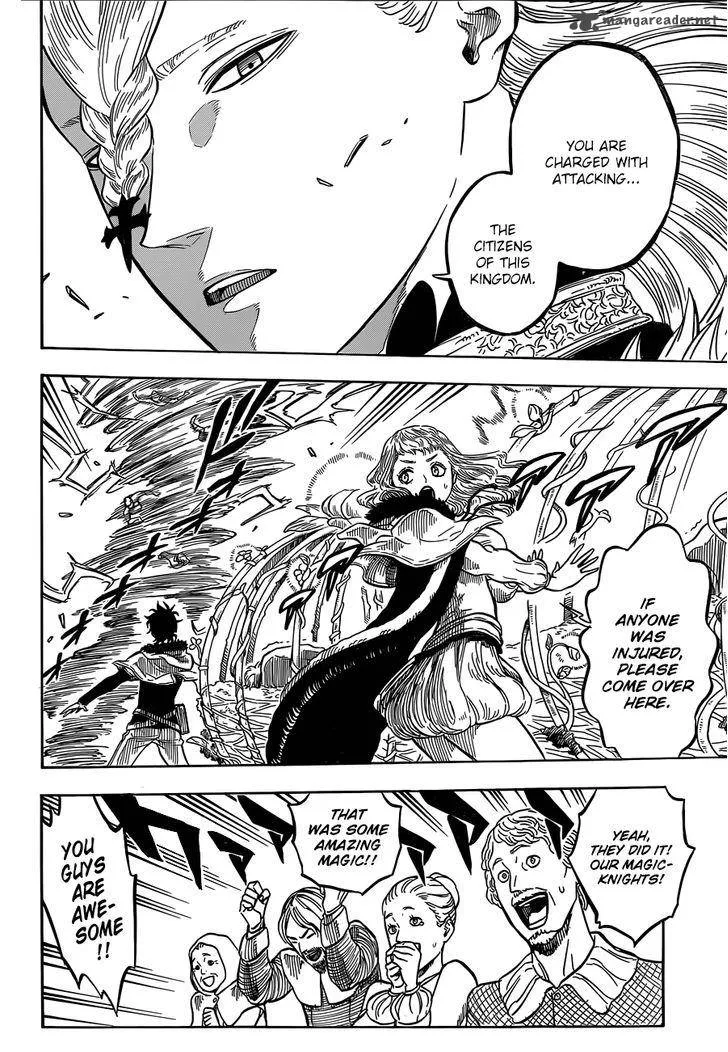 mangareader.net
YOU ARE
CHARGED WITH
ATTACKING...
THE
CITIZENS
OF THIS
KINGDOM.
IF
ANYONE
WAS
INJURED,
PLEASE
COME OVER
HERE.
YEAH,
THEY DID IT!
OUR MAGIC-
KNIGHTS!
THAT
WAS SOME
AMAZING
MAGIC!!
YOU
GUYS
ARE
AWE-
SOME
!!